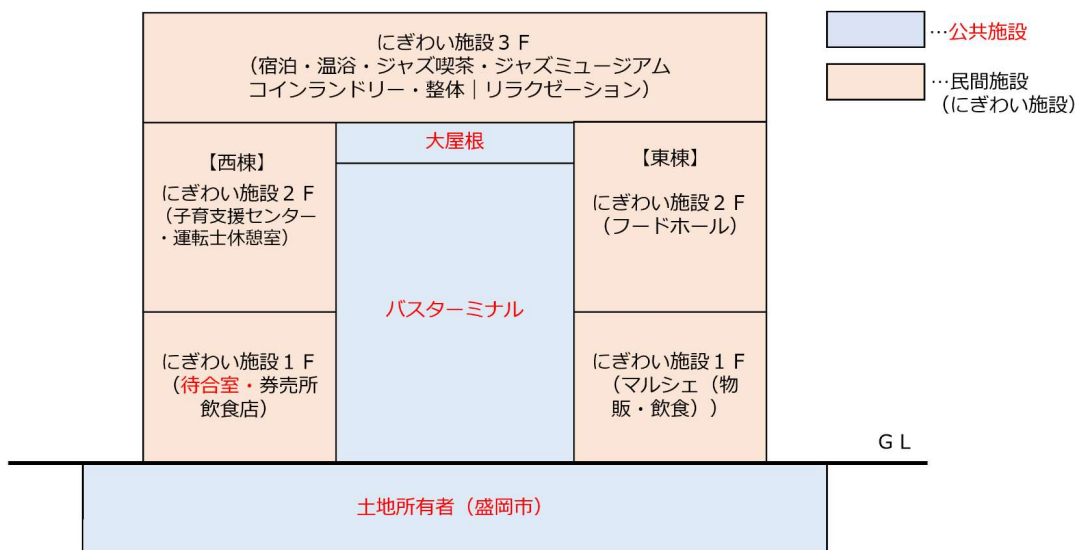 にぎわい施設３Ｆ
（宿泊・温浴・ジャズ喫茶・ジャズミュージアム
コインランドリー・整体｜リラクゼーション）
…公共施設
…民間施設
（にぎわい施設）
大屋根
【西棟】
にぎわい施設２Ｆ
（子育支援センター
・運転士休憩室）
【東棟】
にぎわい施設２Ｆ
（フードホール）
バスターミナル
にぎわい施設１Ｆ
（待合室・券売所
飲食店）
にぎわい施設１Ｆ
（マルシェ（物
販・飲食））
ＧＬ
土地所有者（盛岡市）